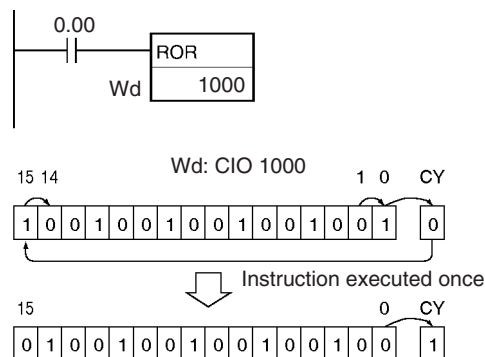 0.00
ROR
Wd 1000
Wd: CIO 1000
15 14 1 0 CY
1 0 0 1 0 0 1 0 0 1 0 0 1 0 0 1 0
Instruction executed once
15 0 CY
0 1 0 0 1 0 0 1 0 0 1 0 0 1 0 0 1